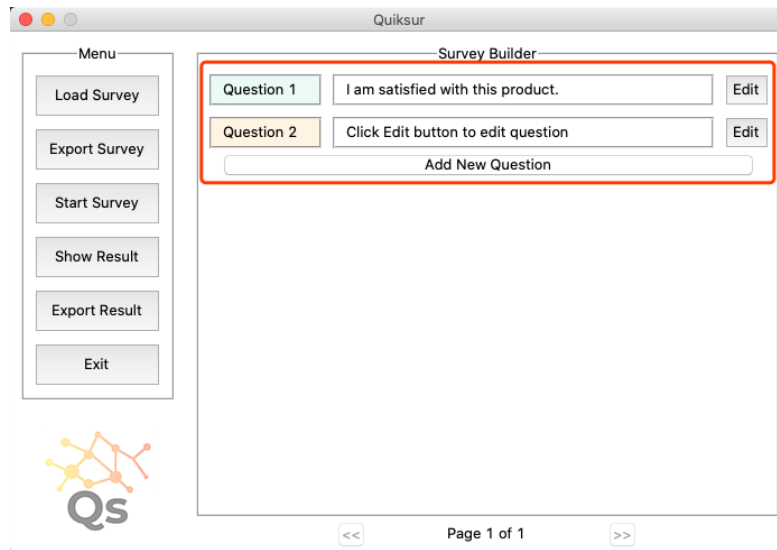 Quiksur
Menu
Load Survey
Export Survey
Start Survey
Show Result
Export Result
Exit
Qs
Survey Builder
Question 1 I am satisfied with this product. Edit
Question 2 Click Edit button to edit question Edit
Add New Question
<< Page 1 of 1 >>